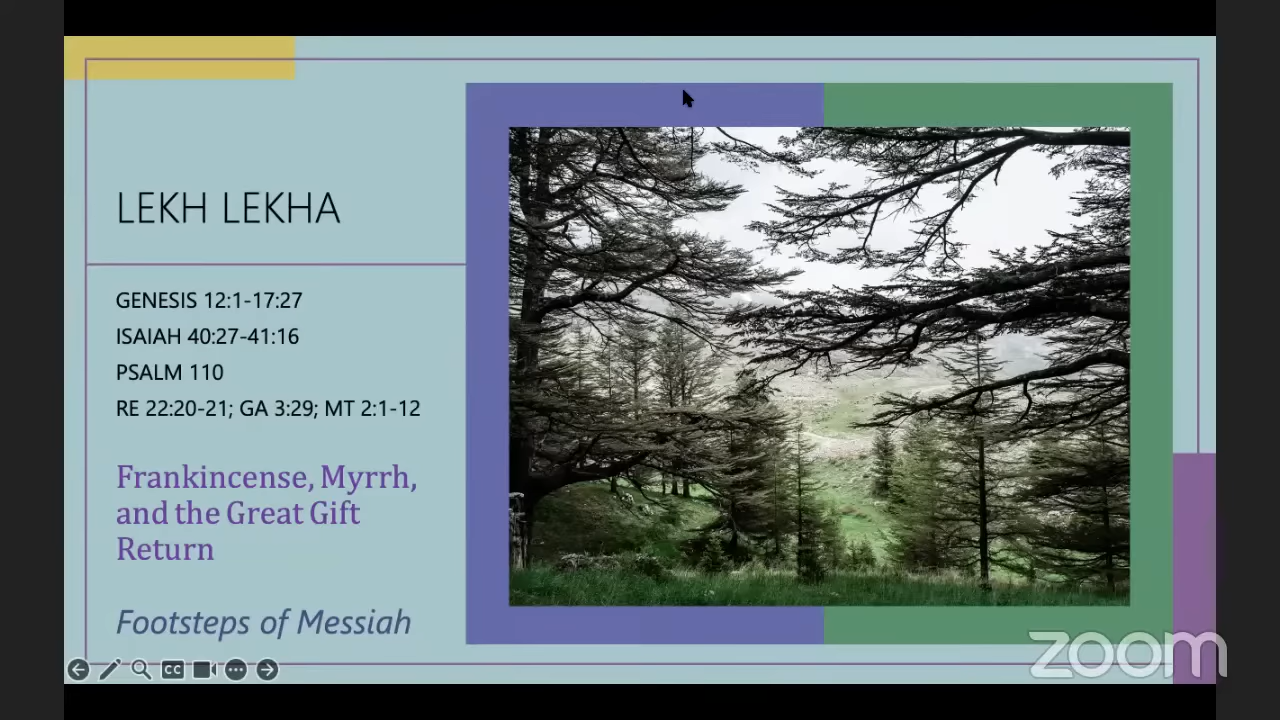 LEKH LEKHA
GENESIS 12:1-17:27
ISAIAH 40:27-41:16
PSALM 110
RE 22:20-21; GA 3:29; MT 2:1-12
Frankincense, Myrrh,
and the Great Gift
Return
Footsteps of Messiah
CC
zoom